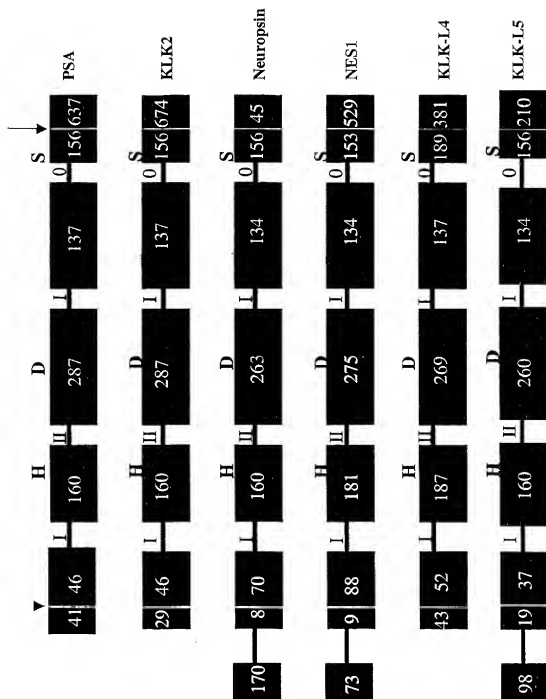 PSA
41 46 I 160 II 287 I 137 0 156 637
H D S
KLK2
29 46 I 160 II 287 I 137 0 156 674
H D S
Neuropsin
170 8 70 I 160 II 263 I 134 0 156 45
H D S
NES1
73 9 88 I 181 II 275 I 134 0 153 529
H D S
KLK-L4
43 52 I 187 II 269 I 137 0 189 381
H D S
KLK-L5
98 19 37 I 160 II 260 I 134 0 156 210
H D S